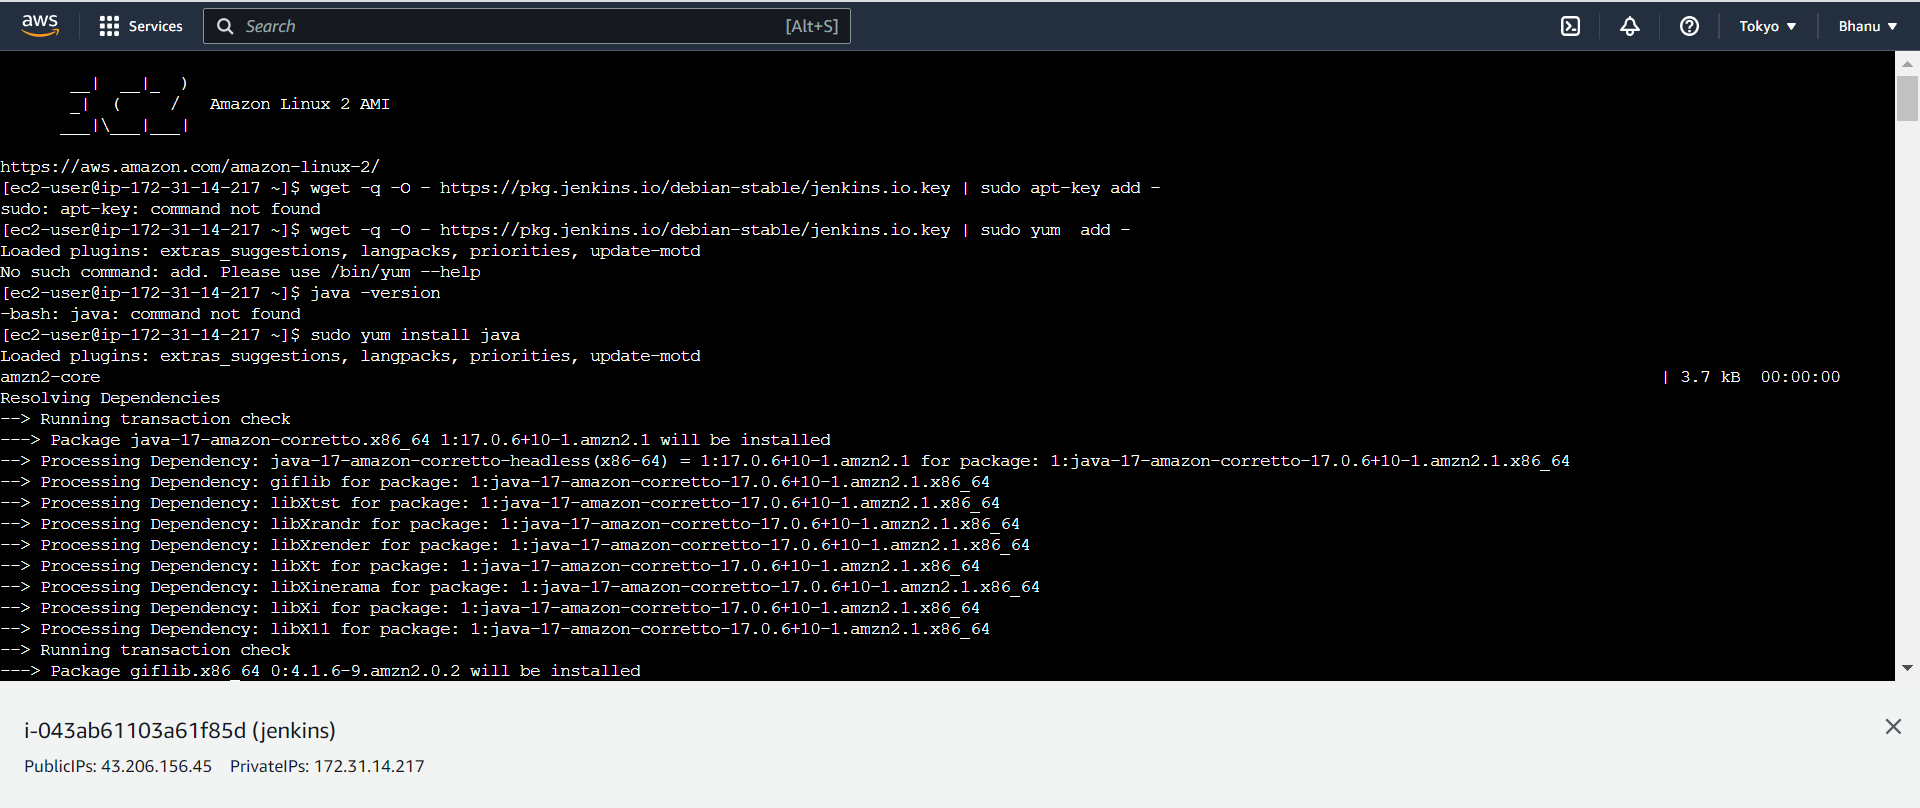 aws Services Search [Alt+S] Tokyo ▼ Bhanu ▼
       __|  __|_  )
       _|  (     /   Amazon Linux 2 AMI
      ___|\___|___|
https://aws.amazon.com/amazon-linux-2/
[ec2-user@ip-172-31-14-217 ~]$ wget -q -O - https://pkg.jenkins.io/debian-stable/jenkins.io.key | sudo apt-key add -
sudo: apt-key: command not found
[ec2-user@ip-172-31-14-217 ~]$ wget -q -O - https://pkg.jenkins.io/debian-stable/jenkins.io.key | sudo yum  add -
Loaded plugins: extras_suggestions, langpacks, priorities, update-motd
No such command: add. Please use /bin/yum --help
[ec2-user@ip-172-31-14-217 ~]$ java -version
-bash: java: command not found
[ec2-user@ip-172-31-14-217 ~]$ sudo yum install java
Loaded plugins: extras_suggestions, langpacks, priorities, update-motd
amzn2-core | 3.7 kB  00:00:00
Resolving Dependencies
--> Running transaction check
---> Package java-17-amazon-corretto.x86_64 1:17.0.6+10-1.amzn2.1 will be installed
--> Processing Dependency: java-17-amazon-corretto-headless(x86-64) = 1:17.0.6+10-1.amzn2.1 for package: 1:java-17-amazon-corretto-17.0.6+10-1.amzn2.1.x86_64
--> Processing Dependency: giflib for package: 1:java-17-amazon-corretto-17.0.6+10-1.amzn2.1.x86_64
--> Processing Dependency: libXtst for package: 1:java-17-amazon-corretto-17.0.6+10-1.amzn2.1.x86_64
--> Processing Dependency: libXrandr for package: 1:java-17-amazon-corretto-17.0.6+10-1.amzn2.1.x86_64
--> Processing Dependency: libXrender for package: 1:java-17-amazon-corretto-17.0.6+10-1.amzn2.1.x86_64
--> Processing Dependency: libXt for package: 1:java-17-amazon-corretto-17.0.6+10-1.amzn2.1.x86_64
--> Processing Dependency: libXinerama for package: 1:java-17-amazon-corretto-17.0.6+10-1.amzn2.1.x86_64
--> Processing Dependency: libXi for package: 1:java-17-amazon-corretto-17.0.6+10-1.amzn2.1.x86_64
--> Processing Dependency: libX11 for package: 1:java-17-amazon-corretto-17.0.6+10-1.amzn2.1.x86_64
--> Running transaction check
---> Package giflib.x86_64 0:4.1.6-9.amzn2.0.2 will be installed
i-043ab61103a61f85d (jenkins)
PublicIPs: 43.206.156.45 PrivateIPs: 172.31.14.217